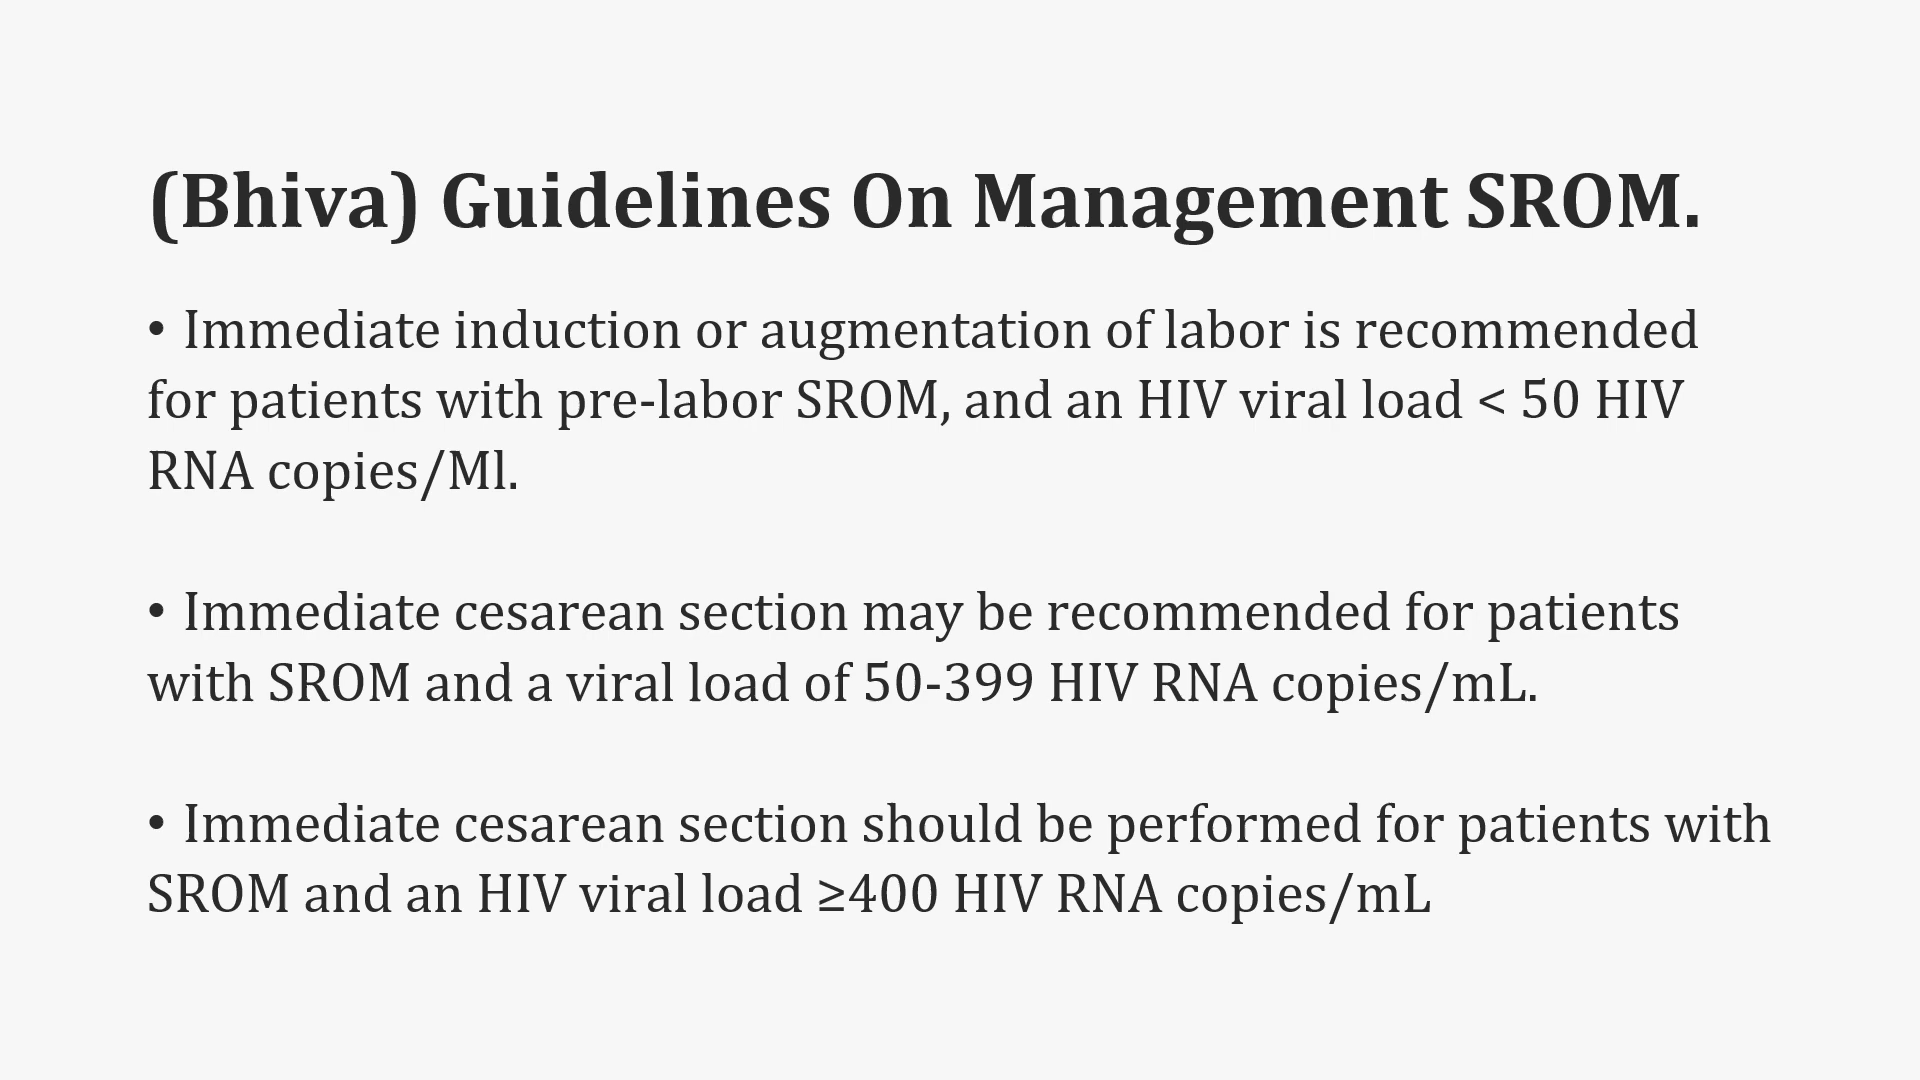 (Bhiva) Guidelines On Management SROM.
• Immediate induction or augmentation of labor is recommended
for patients with pre-labor SROM, and an HIV viral load < 50 HIV
RNA copies/Ml.
• Immediate cesarean section may be recommended for patients
with SROM and a viral load of 50-399 HIV RNA copies/mL.
• Immediate cesarean section should be performed for patients with
SROM and an HIV viral load ≥400 HIV RNA copies/mL